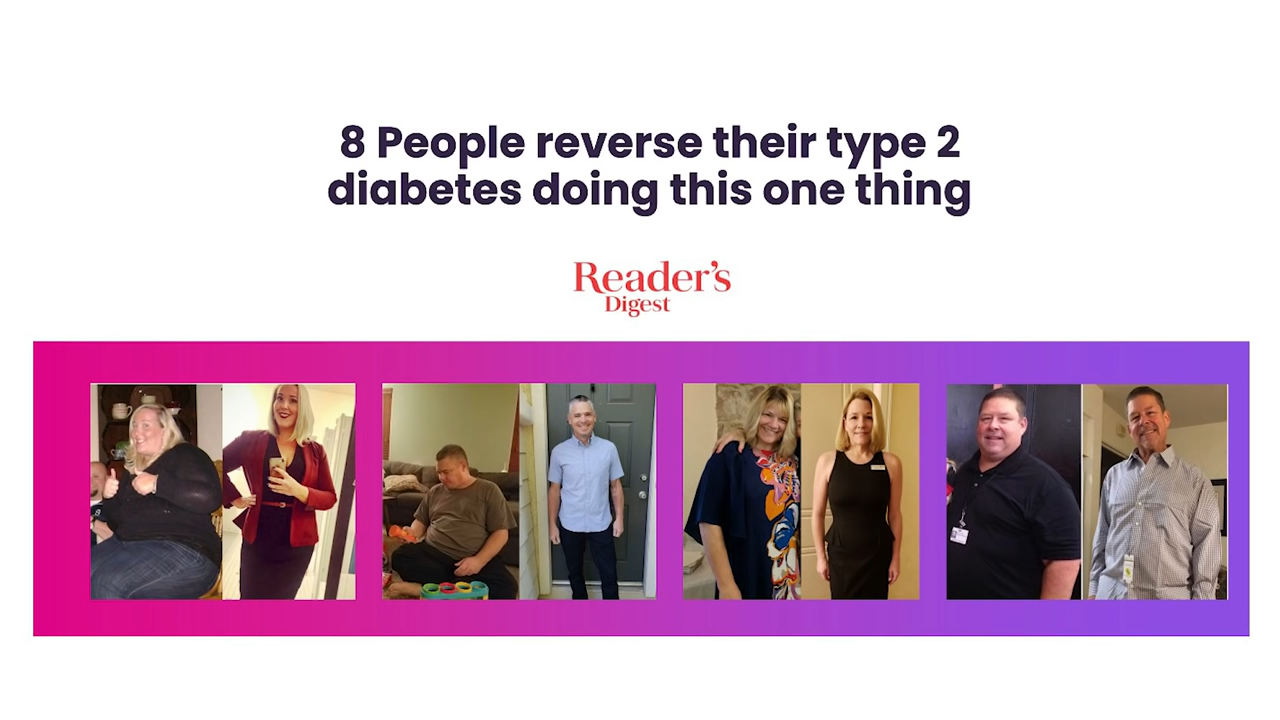 8 People reverse their type 2
diabetes doing this one thing
Reader's
Digest